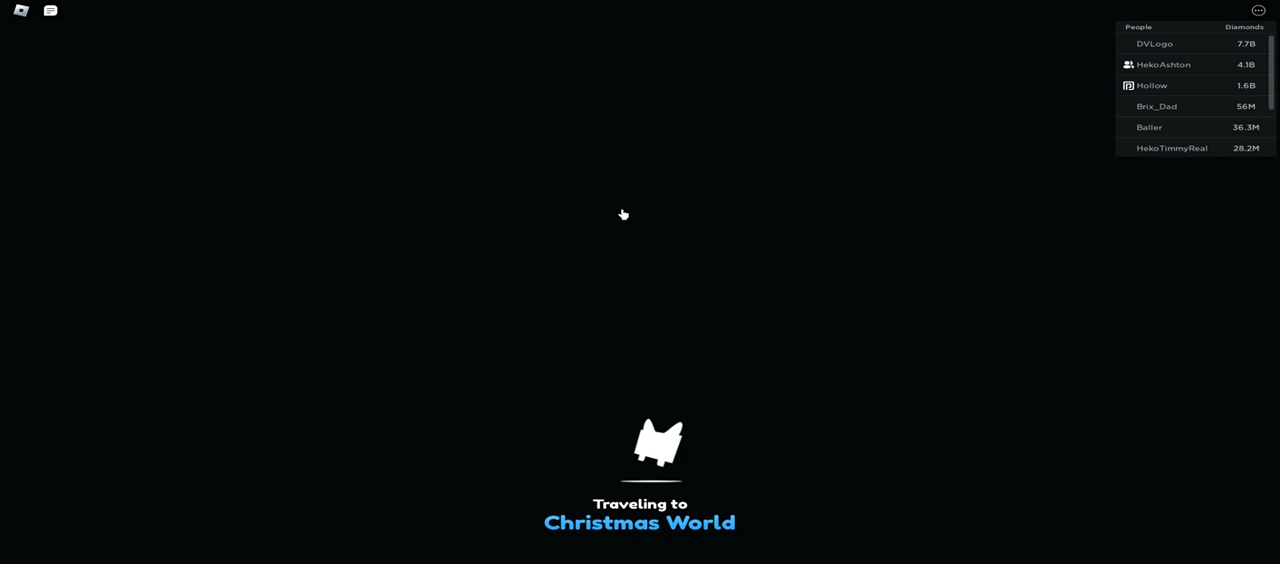 People Diamonds
DVLogo 7.7B
HekoAshton 4.1B
Hollow 1.6B
Brix_Dad 56M
Baller 36.3M
HekoTimmyReal 28.2M
Traveling to
Christmas World